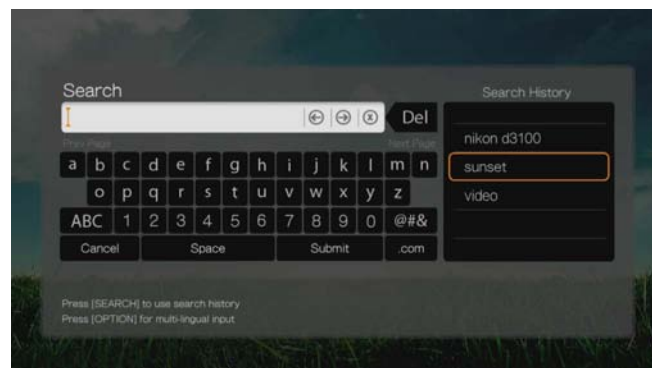 Search
Search History
Del
Prev Page
Next Page
a b c d e f g h i j k l m n
o p q r s t u v w x y z
ABC 1 2 3 4 5 6 7 8 9 0 @#&
Cancel Space Submit .com
nikon d3100
sunset
video
Press [SEARCH] to use search history
Press [OPTION] for multi-lingual input